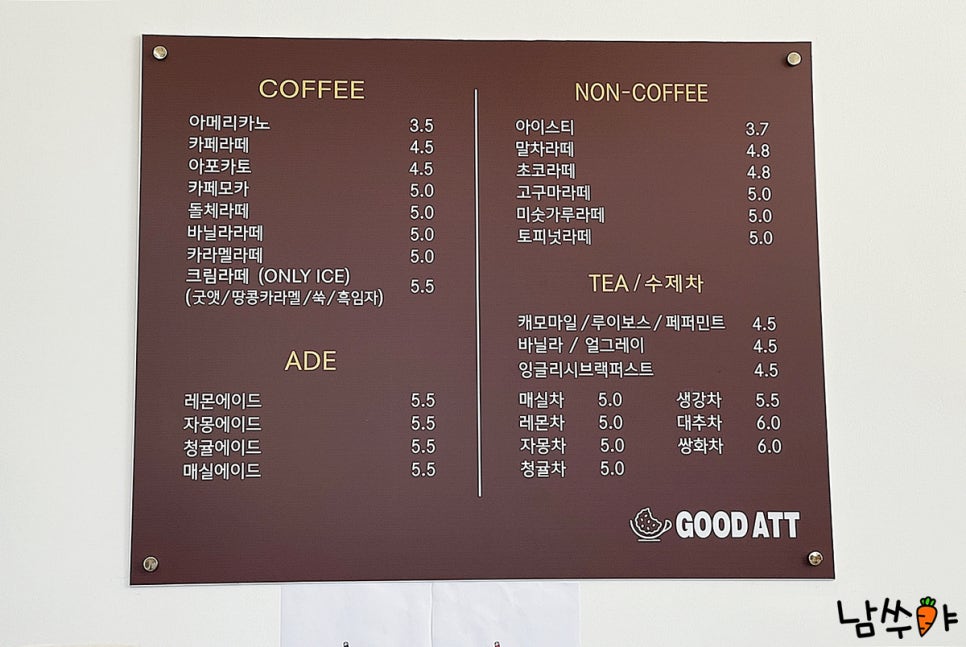 COFFEE
아메리카노 3.5
카페라떼 4.5
아포카토 4.5
카페모카 5.0
돌체라떼 5.0
바닐라라떼 5.0
카라멜라떼 5.0
크림라떼 (ONLY ICE) 5.5
(굿앳/땅콩카라멜/쑥/흑임자)
ADE
레몬에이드 5.5
자몽에이드 5.5
청귤에이드 5.5
매실에이드 5.5
NON-COFFEE
아이스티 3.7
말차라떼 4.8
초코라떼 4.8
고구마라떼 5.0
미숫가루라떼 5.0
토피넛라떼 5.0
TEA / 수제차
캐모마일/루이보스/페퍼민트 4.5
바닐라 / 얼그레이 4.5
잉글리시브랙퍼스트 4.5
매실차 5.0 생강차 5.5
레몬차 5.0 대추차 6.0
자몽차 5.0 쌍화차 6.0
청귤차 5.0
GOOD ATT
남쑤야